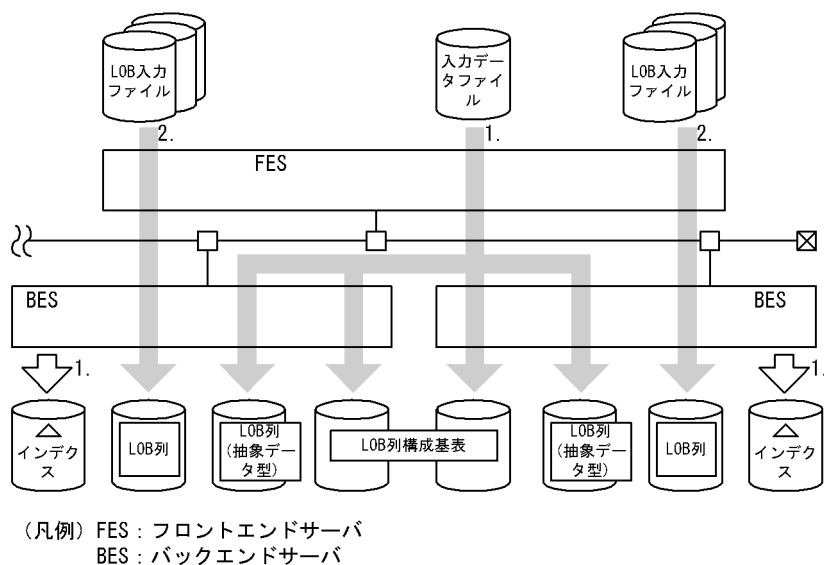 LOB入力
ファイル
入力デー
タファイ
ル
LOB入力
ファイル
2.
1.
2.
FES
BES
BES
1.
1.
インデク
ス
LOB列
LOB列
(抽象デー
タ型)
LOB列構成基表
LOB列
(抽象デー
タ型)
LOB列
インデク
ス
(凡例) FES:フロントエンドサーバ
BES:バックエンドサーバ